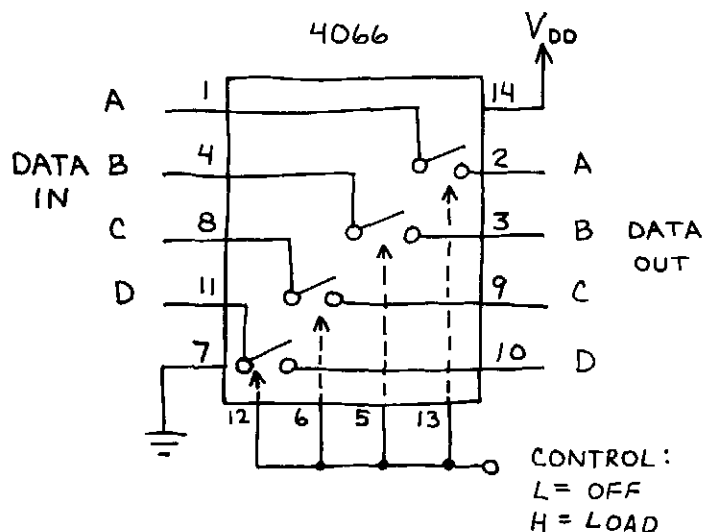 4066
V_DD
A 1 14
DATA IN B 4 2 A
C 8 3 B DATA OUT
D 11 9 C
7 10 D
12 6 5 13
CONTROL:
L = OFF
H = LOAD